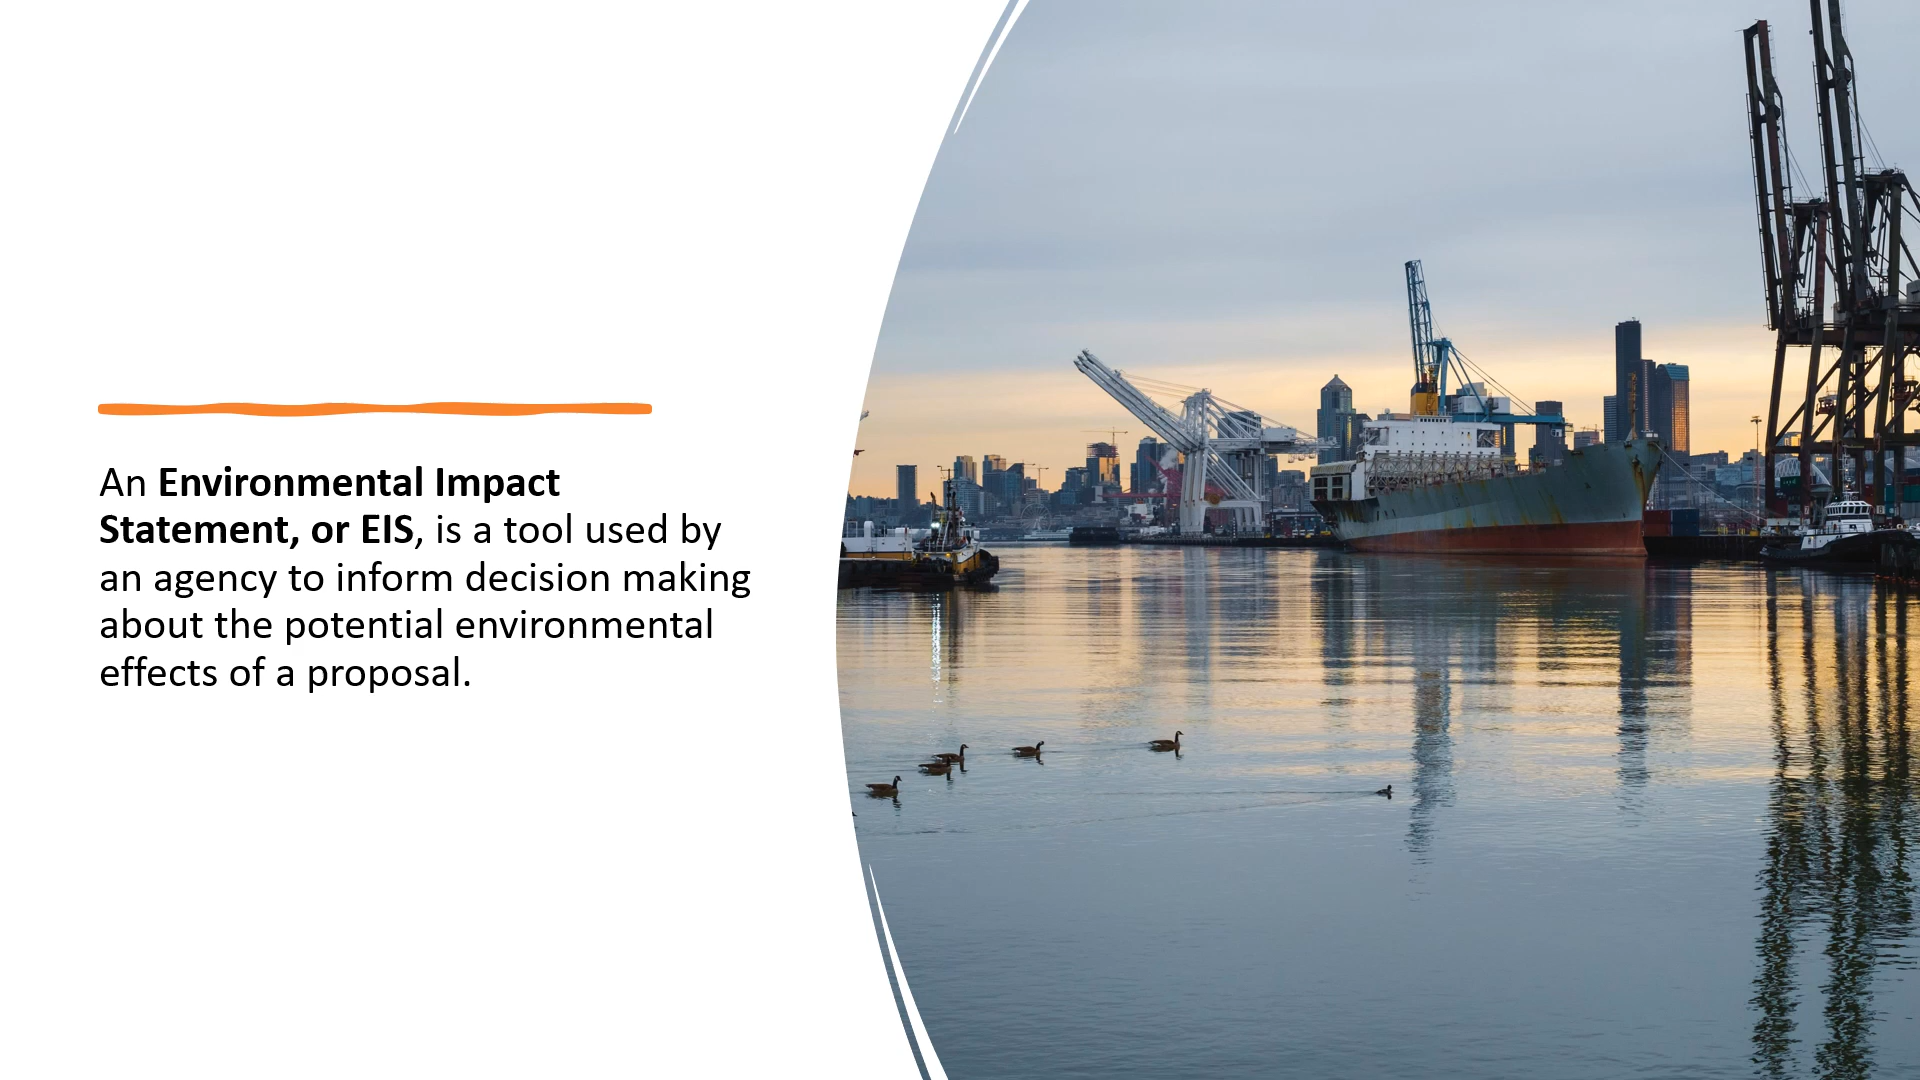 An Environmental Impact
Statement, or EIS, is a tool used by
an agency to inform decision making
about the potential environmental
effects of a proposal.